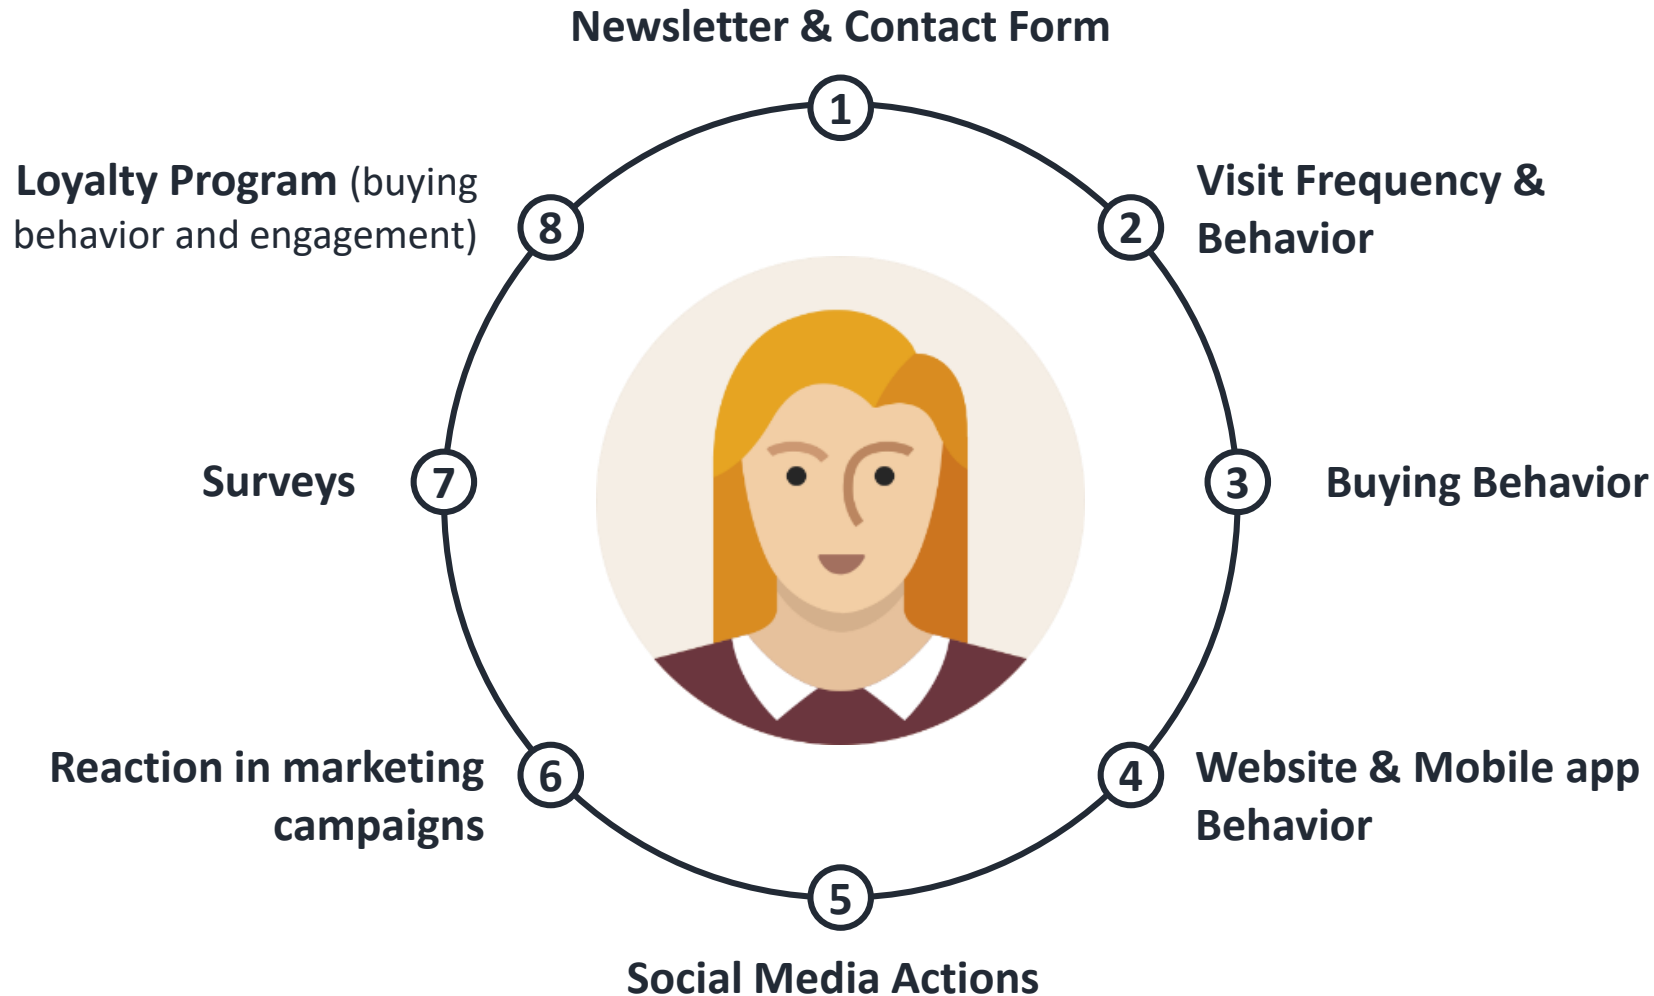 Newsletter & Contact Form
1
2
Visit Frequency &
Behavior
3
Buying Behavior
4
Website & Mobile app
Behavior
5
Social Media Actions
6
Reaction in marketing
campaigns
7
Surveys
8
Loyalty Program (buying
behavior and engagement)